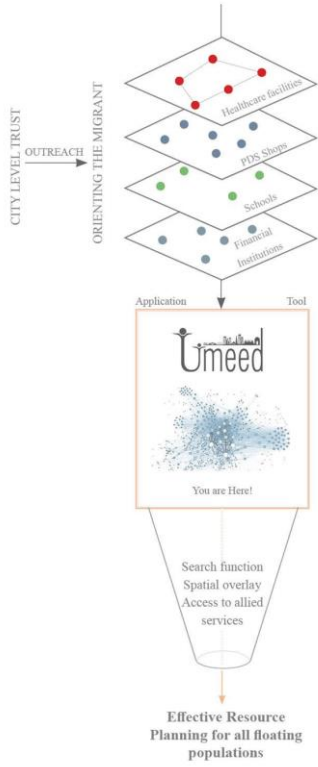 CITY LEVEL TRUST
OUTREACH
ORIENTING THE MIGRANT
Healthcare facilities
PDS Shops
Schools
Financial
Institutions
Application
Tool
Umeed
You are Here!
Search function
Spatial overlay
Access to allied
services
Effective Resource
Planning for all floating
populations